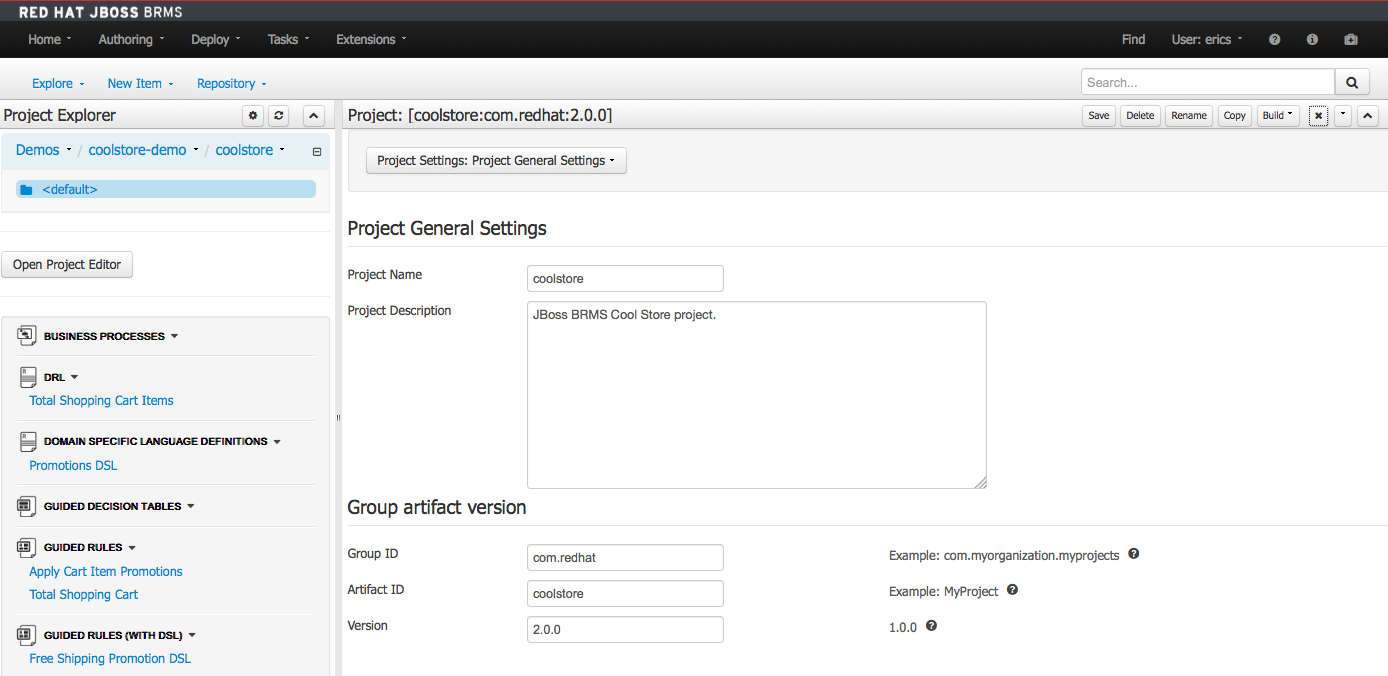 RED HAT JBOSS BRMS
Home Authoring Deploy Tasks Extensions Find User: erics
Explore New Item Repository Search...
Project Explorer
Demos / coolstore-demo / coolstore
<default>
Open Project Editor
BUSINESS PROCESSES
DRL
Total Shopping Cart Items
DOMAIN SPECIFIC LANGUAGE DEFINITIONS
Promotions DSL
GUIDED DECISION TABLES
GUIDED RULES
Apply Cart Item Promotions
Total Shopping Cart
GUIDED RULES (WITH DSL)
Free Shipping Promotion DSL
Project: [coolstore:com.redhat:2.0.0] Save Delete Rename Copy Build
Project Settings: Project General Settings
Project General Settings
Project Name coolstore
Project Description JBoss BRMS Cool Store project.
Group artifact version
Group ID com.redhat Example: com.myorganization.myprojects
Artifact ID coolstore Example: MyProject
Version 2.0.0 1.0.0